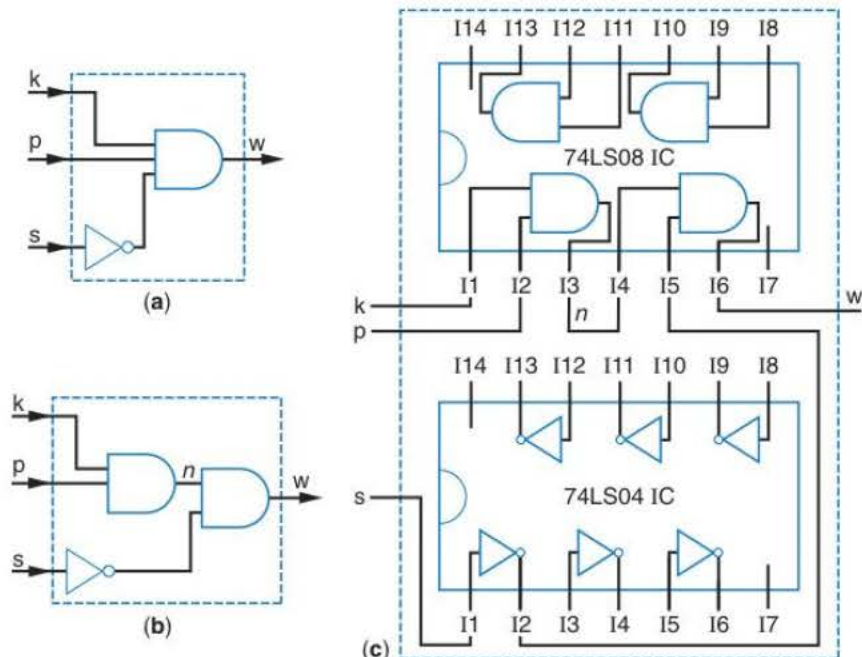 k
p
w
s
(a)
k
p
n
w
s
(b)
I14 I13 I12 I11 I10 I9 I8
74LS08 IC
I1 I2 I3 I4 I5 I6 I7
k
n
w
p
I14 I13 I12 I11 I10 I9 I8
s
74LS04 IC
I1 I2 I3 I4 I5 I6 I7
(c)